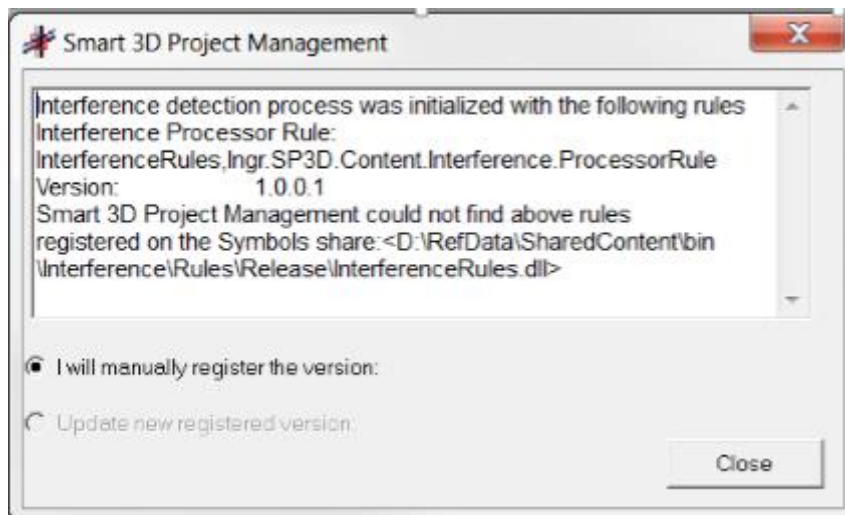 Smart 3D Project Management
Interference detection process was initialized with the following rules
Interference Processor Rule:
InterferenceRules,Ingr.SP3D.Content.Interference.ProcessorRule
Version: 1.0.0.1
Smart 3D Project Management could not find above rules
registered on the Symbols share:<D:\RefData\SharedContent\bin
\Interference\Rules\Release\InterferenceRules.dll>
I will manually register the version:
Update new registered version:
Close